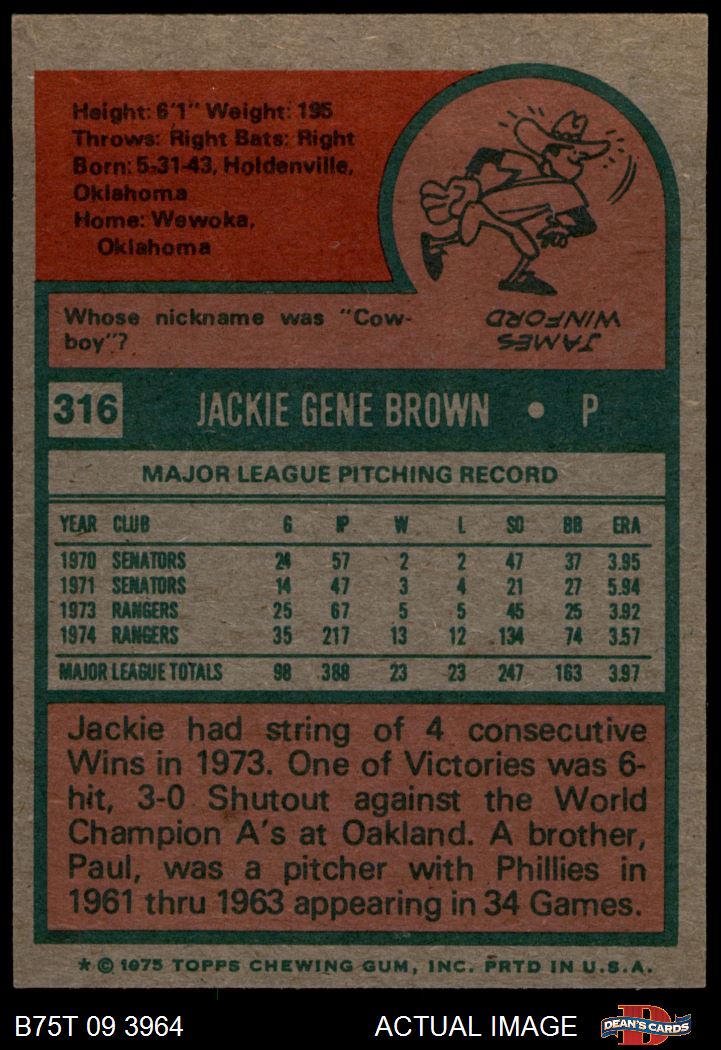 Height: 6'1" Weight: 195
Throws: Right Bats: Right
Born: 5-31-43, Holdenville,
Oklahoma
Home: Wewoka,
Oklahoma
Whose nickname was "Cow-
boy"?
JAMES
WINFORD
316 JACKIE GENE BROWN • P
MAJOR LEAGUE PITCHING RECORD
YEAR CLUB G IP W L SO BB ERA
1970 SENATORS 24 57 2 2 47 37 3.95
1971 SENATORS 14 47 3 4 21 27 5.94
1973 RANGERS 25 67 5 5 45 25 3.92
1974 RANGERS 35 217 13 12 134 74 3.57
MAJOR LEAGUE TOTALS 98 388 23 23 247 163 3.97
Jackie had string of 4 consecutive
Wins in 1973. One of Victories was 6-
hit, 3-0 Shutout against the World
Champion A's at Oakland. A brother,
Paul, was a pitcher with Phillies in
1961 thru 1963 appearing in 34 Games.
* © 1975 TOPPS CHEWING GUM, INC. PRTD IN U.S.A.
B75T 09 3964 ACTUAL IMAGE DEAN'S CARDS